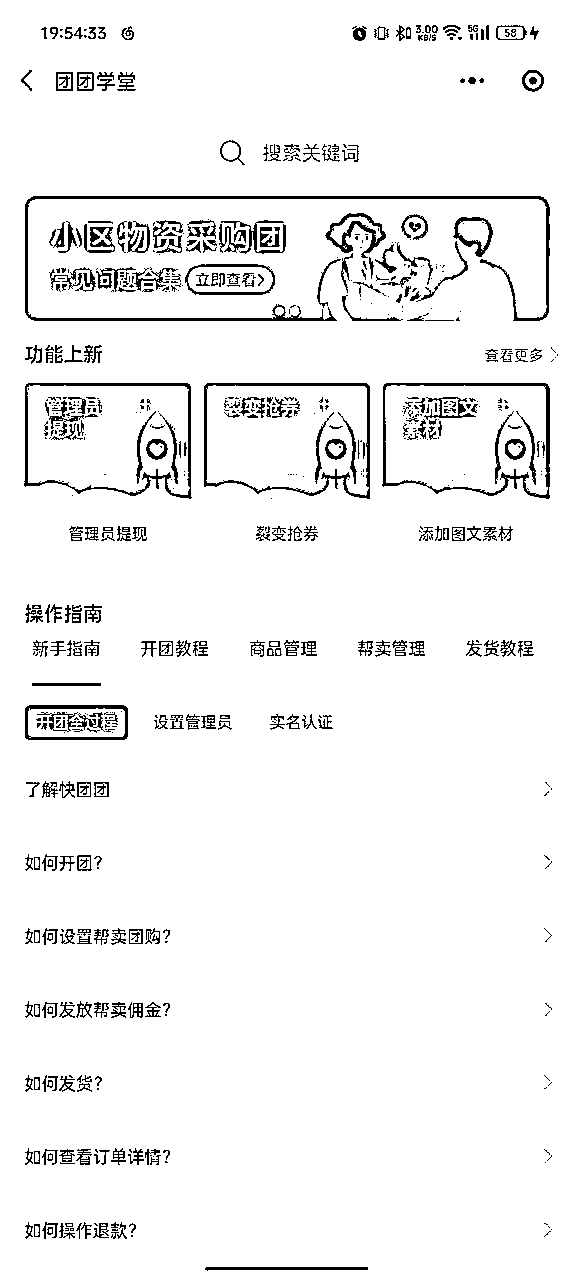 19:54:33
3.00 KB/S 5G 58
团团学堂
搜索关键词
小区物资采购团
常见问题合集 立即查看>
功能上新 查看更多
管理员
提现
裂变抢券
添加图文
素材
管理员提现 裂变抢券 添加图文素材
操作指南
新手指南 开团教程 商品管理 帮卖管理 发货教程
开团全过程 设置管理员 实名认证
了解快团团
如何开团?
如何设置帮卖团购?
如何发放帮卖佣金?
如何发货?
如何查看订单详情?
如何操作退款?